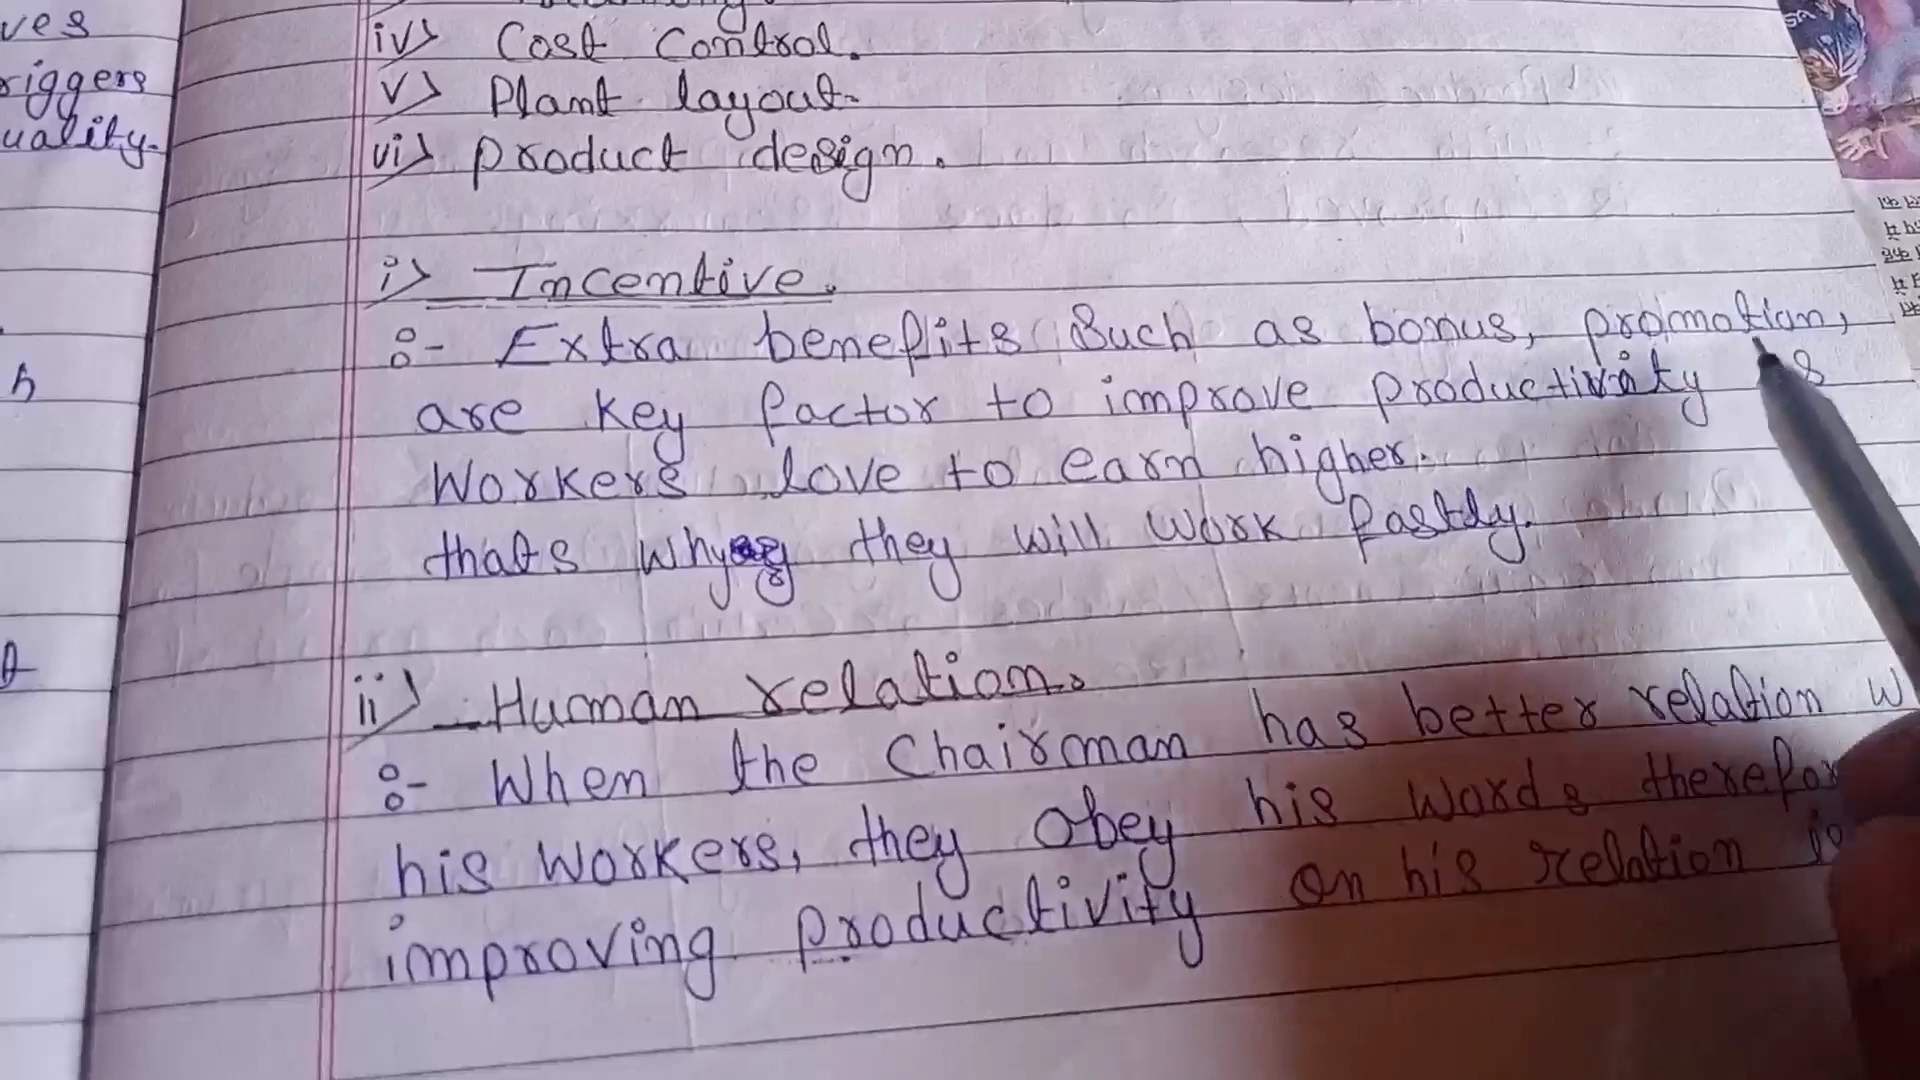 ves
riggers
uality.
iv> Cost Control.
v> Plant layout.
vi> product design.
i> Incentive.
:- Extra benefits Such as bonus, promotion,
are key factor to improve productivity
Workers love to earn higher.
thats why they will work fastly.
ii> Human relation.
:- When the Chairman has better relation w
his workers, they obey his words therefor
improving productivity on his relation is